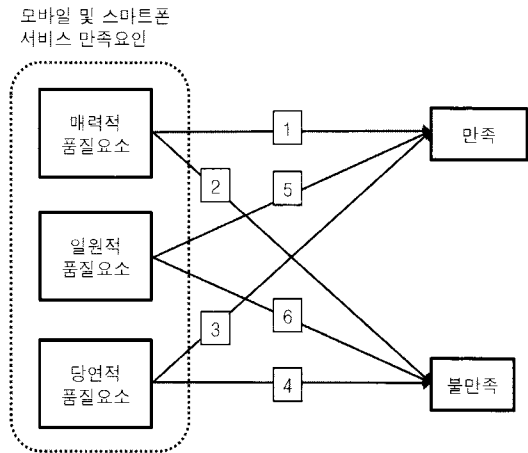 모바일 및 스마트폰
서비스 만족요인
매력적
품질요소
1
만족
2
5
일원적
품질요소
3
6
당연적
품질요소
4
불만족